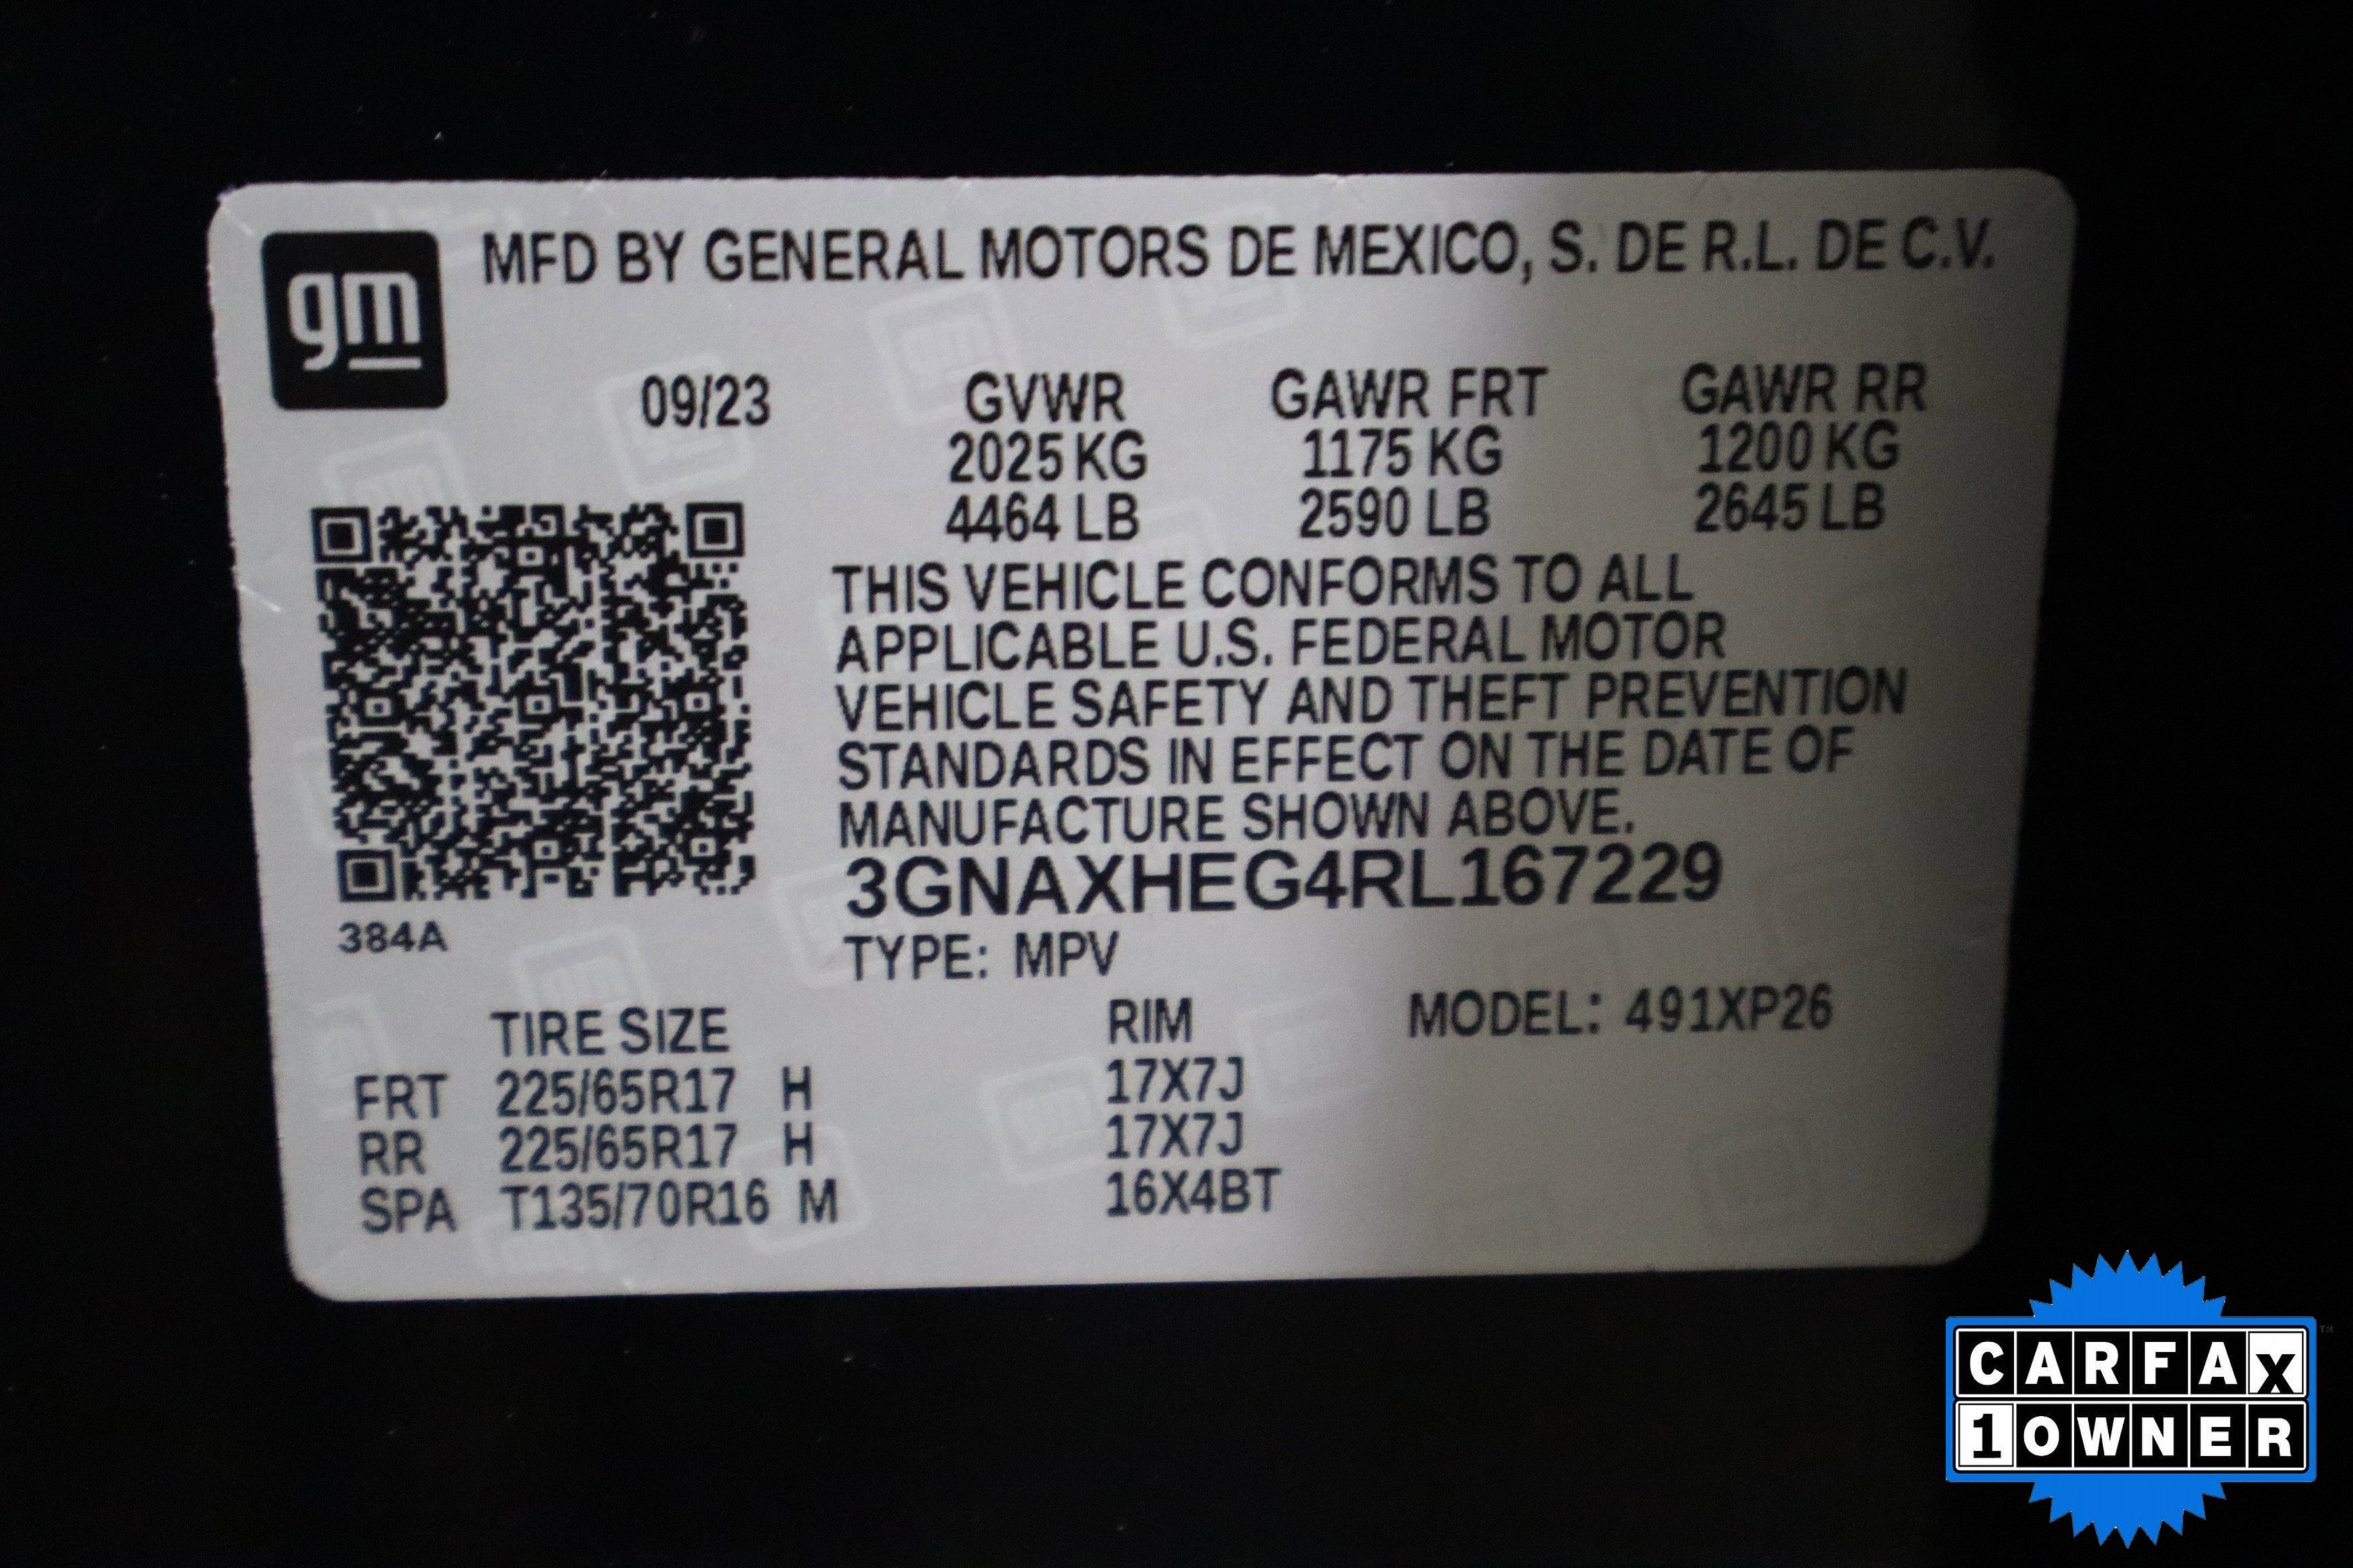 gm
MFD BY GENERAL MOTORS DE MEXICO, S. DE R.L. DE C.V.
09/23 GVWR GAWR FRT GAWR RR
2025 KG 1175 KG 1200 KG
4464 LB 2590 LB 2645 LB
THIS VEHICLE CONFORMS TO ALL
APPLICABLE U.S. FEDERAL MOTOR
VEHICLE SAFETY AND THEFT PREVENTION
STANDARDS IN EFFECT ON THE DATE OF
MANUFACTURE SHOWN ABOVE.
3GNAXHEG4RL167229
384A
TYPE: MPV
TIRE SIZE RIM MODEL: 491XP26
FRT 225/65R17 H 17X7J
RR 225/65R17 H 17X7J
SPA T135/70R16 M 16X4BT
CARFAX
1 OWNER